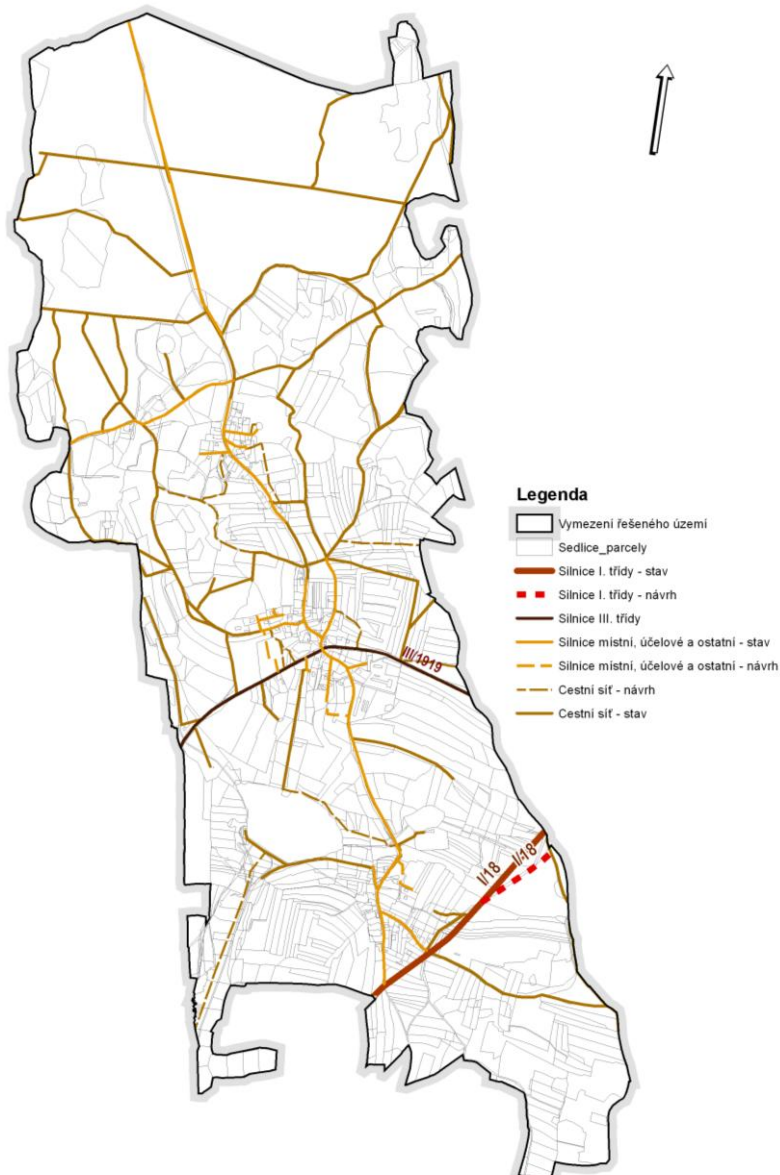 Legenda
Vymezení řešeného území
Sedlice_parcely
Silnice I. třídy - stav
Silnice I. třídy - návrh
Silnice III. třídy
Silnice místní, účelové a ostatní - stav
Silnice místní, účelové a ostatní - návrh
Cestní síť - návrh
Cestní síť - stav
III/1919
I/18
I/18